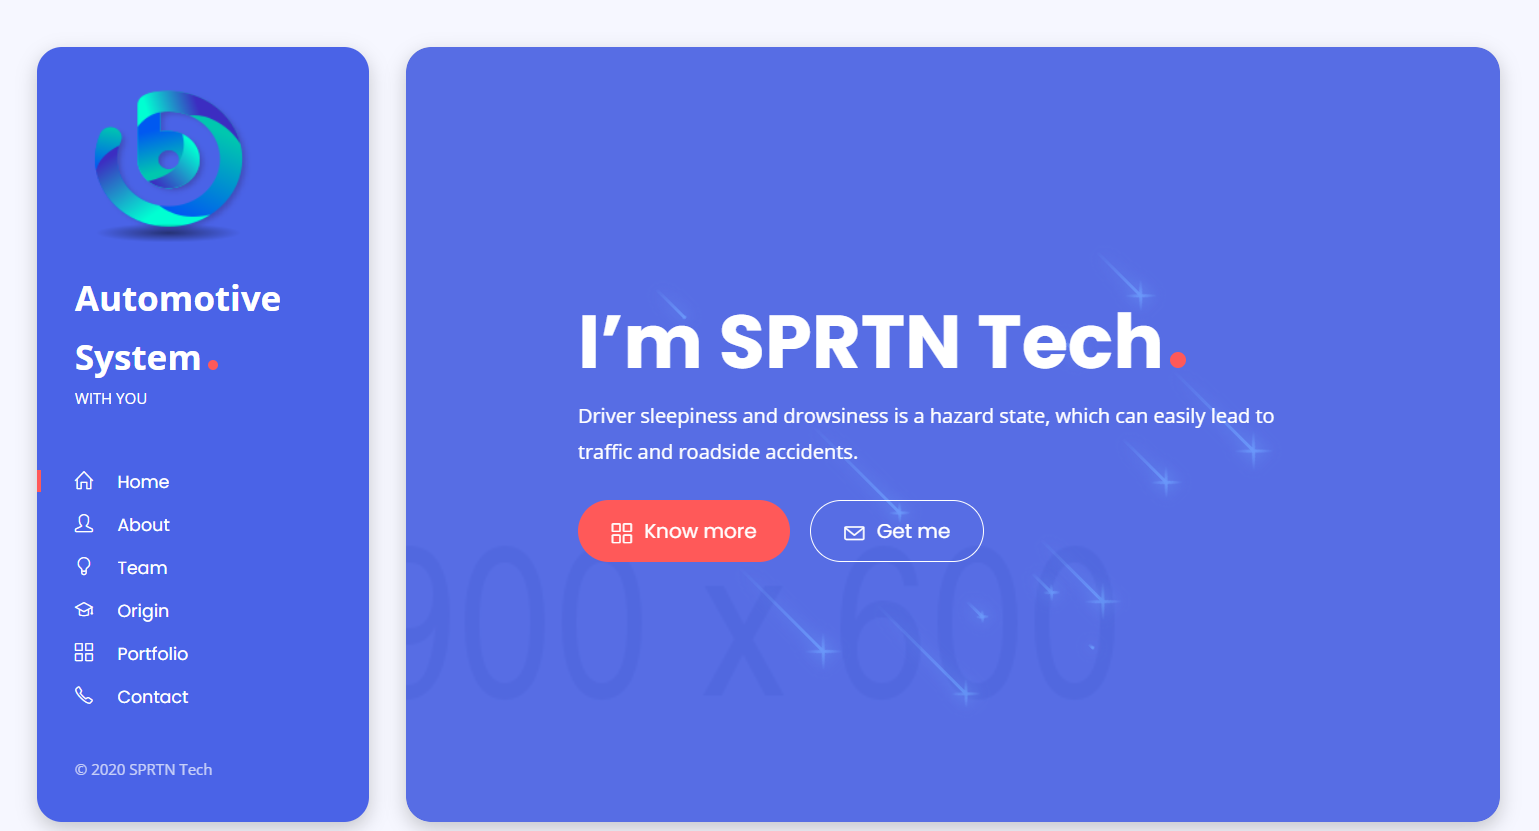 Automotive
System.
WITH YOU
Home
About
Team
Origin
Portfolio
Contact
© 2020 SPRTN Tech
I’m SPRTN Tech.
Driver sleepiness and drowsiness is a hazard state, which can easily lead to
traffic and roadside accidents.
Know more
Get me
900 x 600